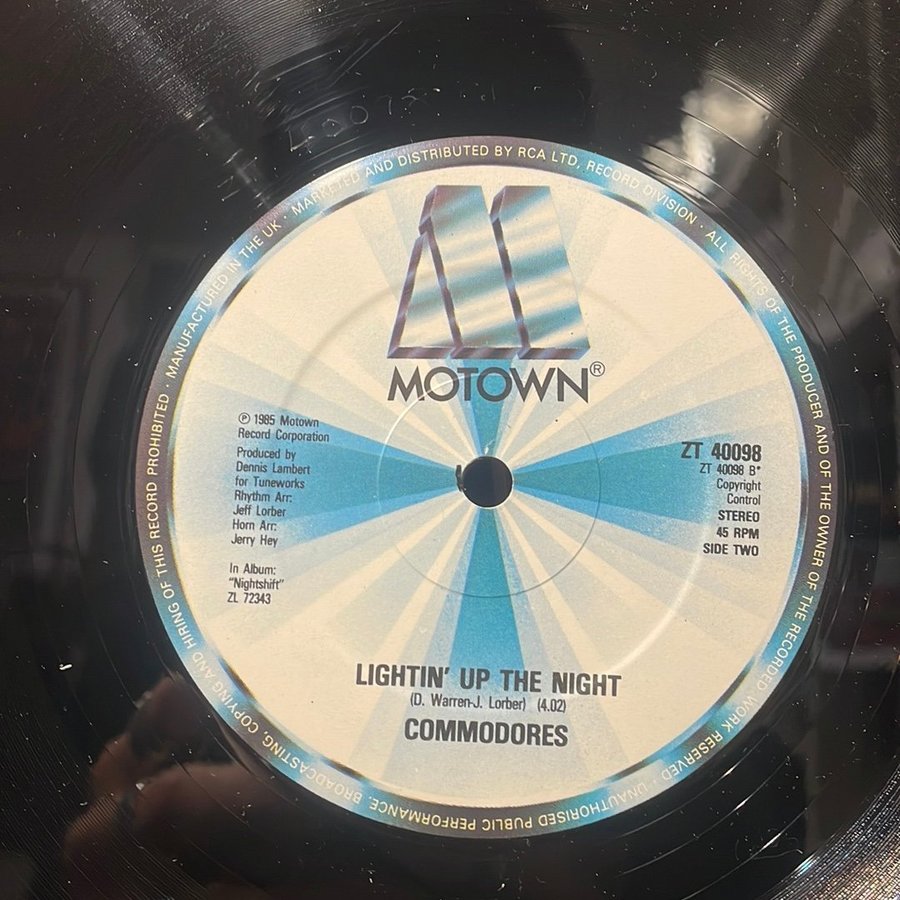 MANUFACTURED IN THE UK · MARKETED AND DISTRIBUTED BY RCA LTD, RECORD DIVISION · ALL RIGHTS OF THE PRODUCER AND OF THE OWNER OF THE RECORDED WORK RESERVED · UNAUTHORISED PUBLIC PERFORMANCE, BROADCASTING, COPYING AND HIRING OF THIS RECORD PROHIBITED ·
MOTOWN®
℗ 1985 Motown
Record Corporation
Produced by
Dennis Lambert
for Tuneworks
Rhythm Arr:
Jeff Lorber
Horn Arr:
Jerry Hey
In Album:
"Nightshift"
ZL 72343
ZT 40098
ZT 40098 B*
Copyright
Control
STEREO
45 RPM
SIDE TWO
LIGHTIN' UP THE NIGHT
(D. Warren-J. Lorber) (4.02)
COMMODORES